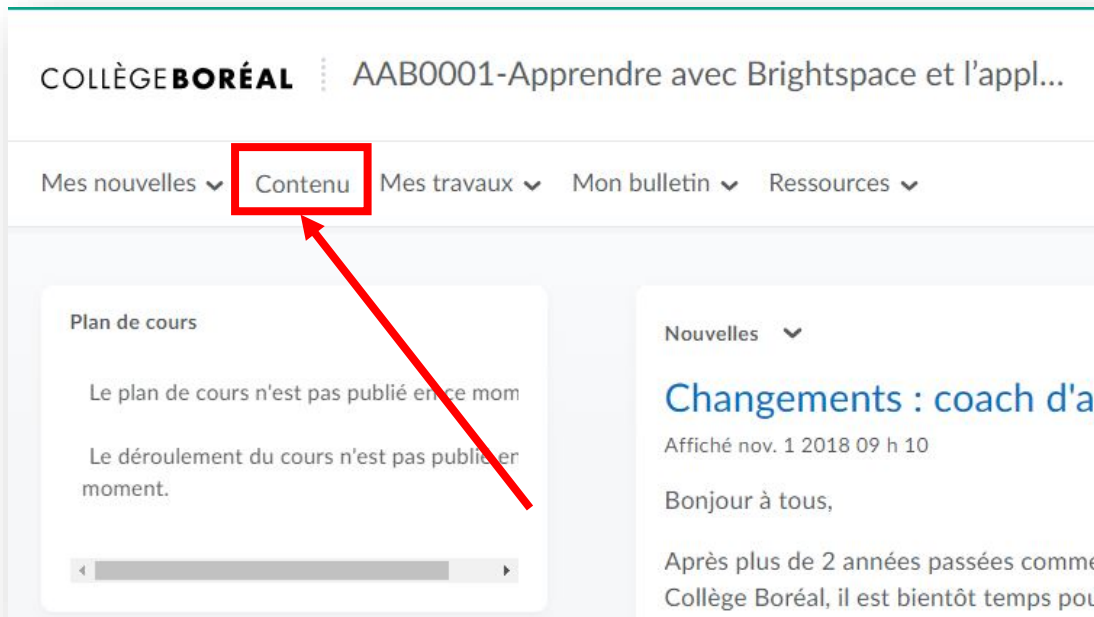 COLLÈGE BORÉAL AAB0001-Apprendre avec Brightspace et l’appl...
Mes nouvelles Contenu Mes travaux Mon bulletin Ressources
Plan de cours
Le plan de cours n'est pas publié en ce mom
Le déroulement du cours n'est pas publié er
moment.
Nouvelles
Changements : coach d'a
Affiché nov. 1 2018 09 h 10
Bonjour à tous,
Après plus de 2 années passées comme
Collège Boréal, il est bientôt temps pou